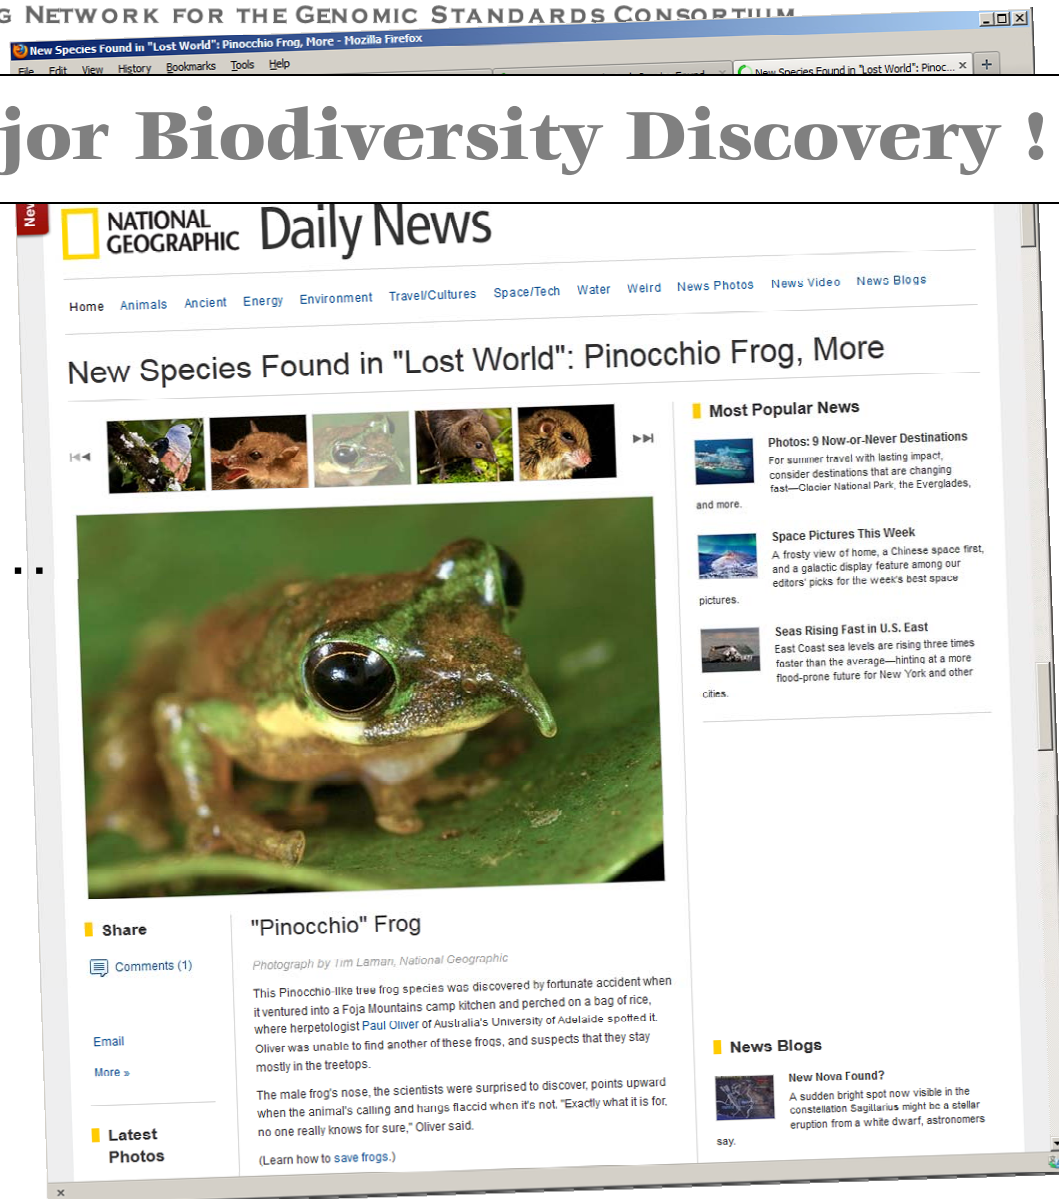 G NETWORK FOR THE GENOMIC STANDARDS CONSORTIUM
New Species Found in "Lost World": Pinocchio Frog, More - Mozilla Firefox
File Edit View History Bookmarks Tools Help
New Species Found in "Lost World": Pinoc...
jor Biodiversity Discovery !
New
NATIONAL
GEOGRAPHIC
Daily News
Home Animals Ancient Energy Environment Travel/Cultures Space/Tech Water Weird News Photos News Video News Blogs
New Species Found in "Lost World": Pinocchio Frog, More
Most Popular News
Photos: 9 Now-or-Never Destinations
For summer travel with lasting impact,
consider destinations that are changing
fast—Glacier National Park, the Everglades,
and more.
Space Pictures This Week
A frosty view of home, a Chinese space first,
and a galactic display feature among our
editors' picks for the week's best space
pictures.
Seas Rising Fast in U.S. East
East Coast sea levels are rising three times
faster than the average—hinting at a more
flood-prone future for New York and other
cities.
..
Share
Comments (1)
Email
More »
Latest
Photos
"Pinocchio" Frog
Photograph by Tim Laman, National Geographic
This Pinocchio-like tree frog species was discovered by fortunate accident when
it ventured into a Foja Mountains camp kitchen and perched on a bag of rice,
where herpetologist Paul Oliver of Australia's University of Adelaide spotted it.
Oliver was unable to find another of these frogs, and suspects that they stay
mostly in the treetops.
The male frog's nose, the scientists were surprised to discover, points upward
when the animal's calling and hangs flaccid when it's not. "Exactly what it is for,
no one really knows for sure," Oliver said.
(Learn how to save frogs.)
News Blogs
New Nova Found?
A sudden bright spot now visible in the
constellation Sagittarius might be a stellar
eruption from a white dwarf, astronomers
say.